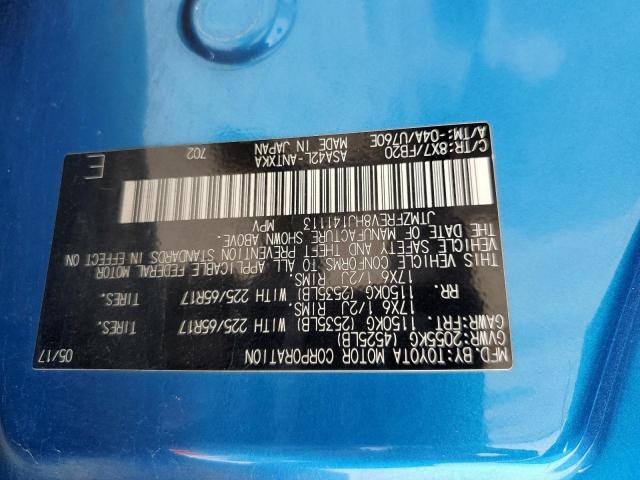 MFD.BY:TOYOTA MOTOR CORPORATION 05/17
GVWR:2055KG (4525LB)
GAWR:FRT. 1150KG (2535LB) WITH 225/65R17 TIRES.
17X6 1/2J RIMS.
RR. 1150KG (2535LB) WITH 225/65R17 TIRES.
17X6 1/2J RIMS.
THIS VEHICLE CONFORMS TO ALL APPLICABLE FEDERAL MOTOR
VEHICLE SAFETY AND THEFT PREVENTION STANDARDS IN EFFECT
ON THE DATE OF MANUFACTURE SHOWN ABOVE.
JTMZFREV8HJ141113 MPV
C/TR:8X7/FB20 ASA42L-ANTXKA 702 E
A/TM:-04A/U760E MADE IN JAPAN